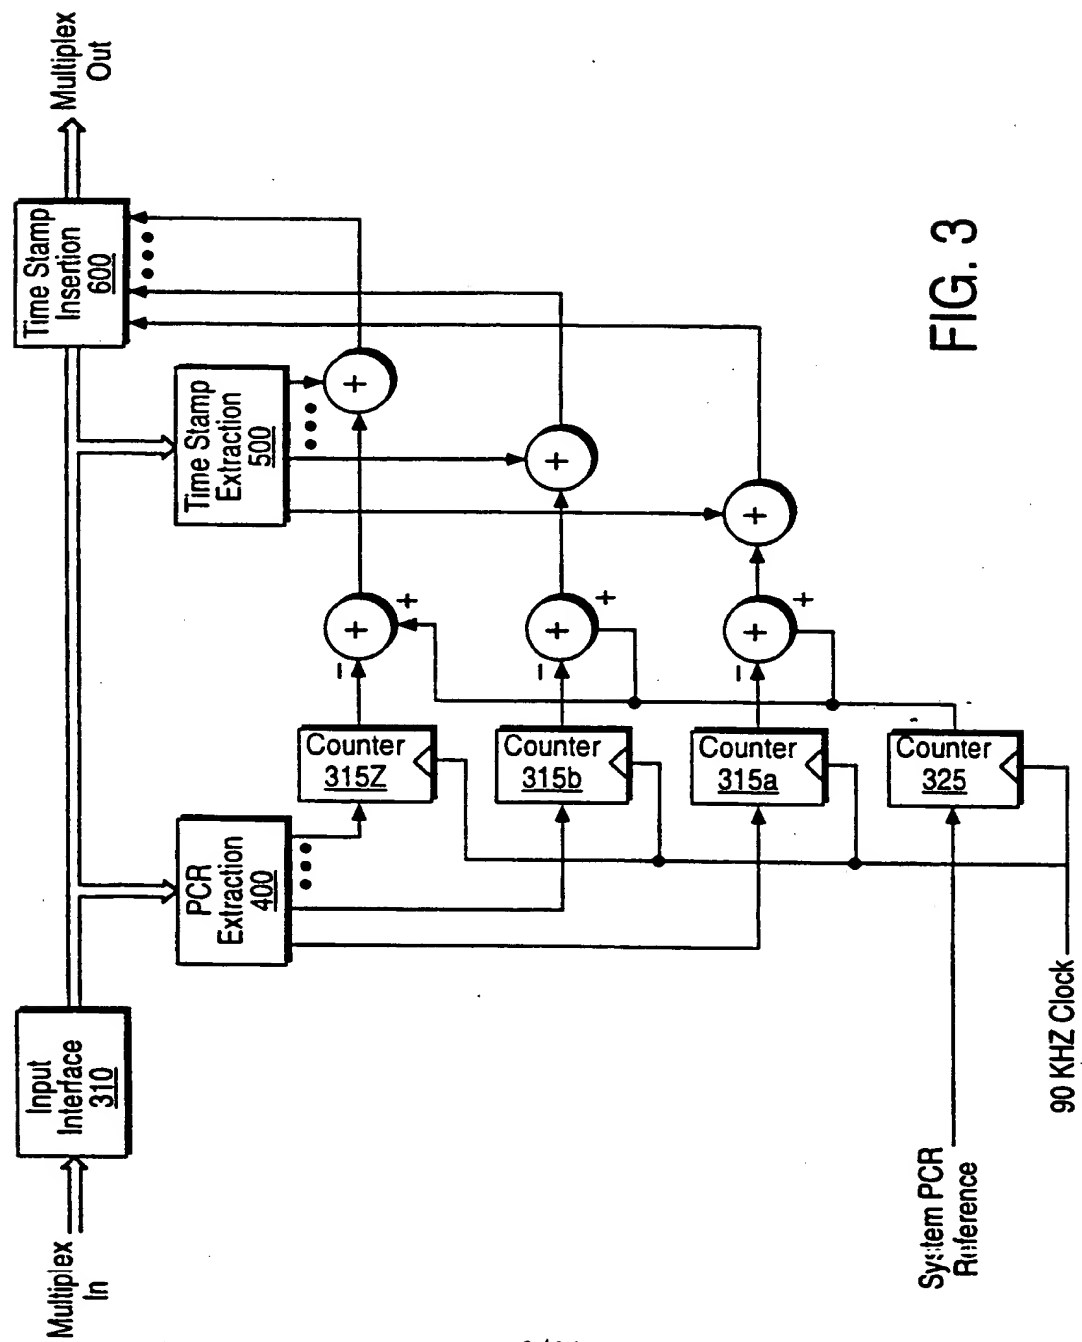 Multiplex
In
Input
Interface
310
PCR
Extraction
400
Time Stamp
Extraction
500
Time Stamp
Insertion
600
Multiplex
Out
Counter
315Z
-
+
+
+
Counter
315b
-
+
+
+
Counter
315a
-
+
+
+
Counter
325
System PCR
Reference
90 KHZ Clock
FIG. 3